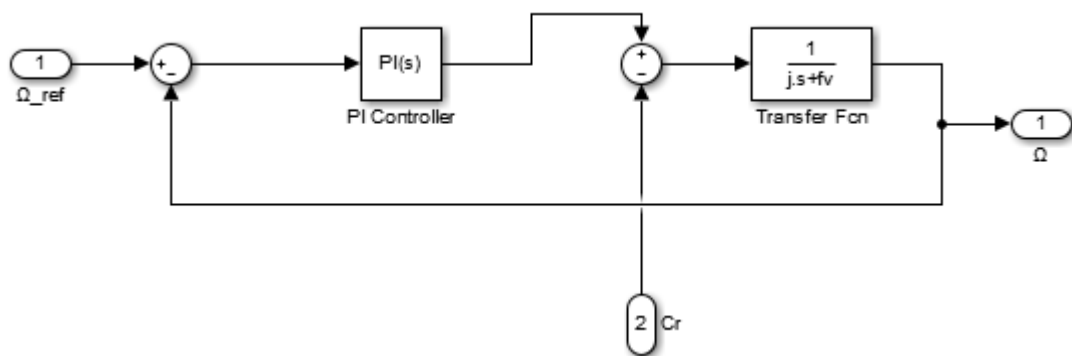 1
Ω_ref
+
−
PI(s)
PI Controller
+
−
1
j.s+fv
Transfer Fcn
1
Ω
2
Cr